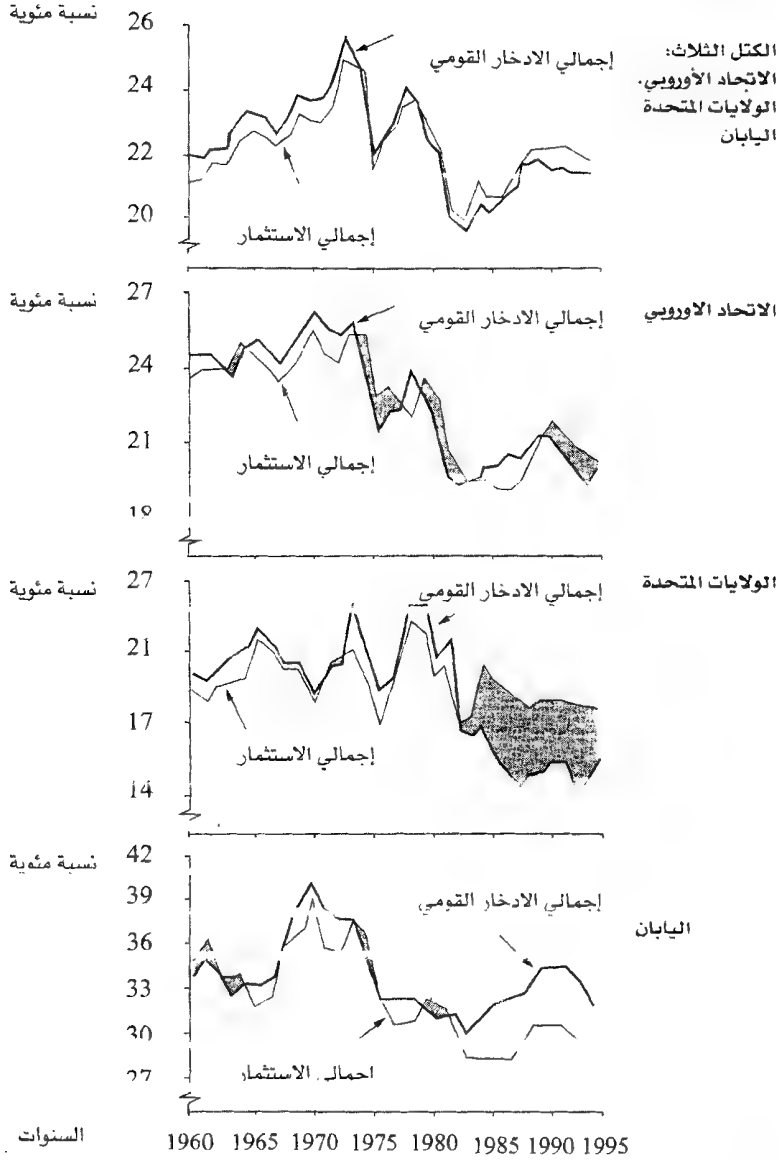 نسبة مئوية
26
الكتل الثلاث:
إجمالي الادخار القومي
الاتحاد الأوروبي.
24
الولايات المتحدة
اليابان
22
20
إجمالي الاستثمار
نسبة مئوية
27
إجمالي الادخار القومي
الاتحاد الاوروبي
24
21
إجمالي الاستثمار
18
نسبة مئوية
27
إجمالي الادخار القومي
الولايات المتحدة
21
17
إجمالي الاستثمار
14
نسبة مئوية
42
39
إجمالي الادخار القومي
36
اليابان
33
30
إجمالي الاستثمار
27
السنوات
1960 1965 1970 1975 1980 1985 1990 1995